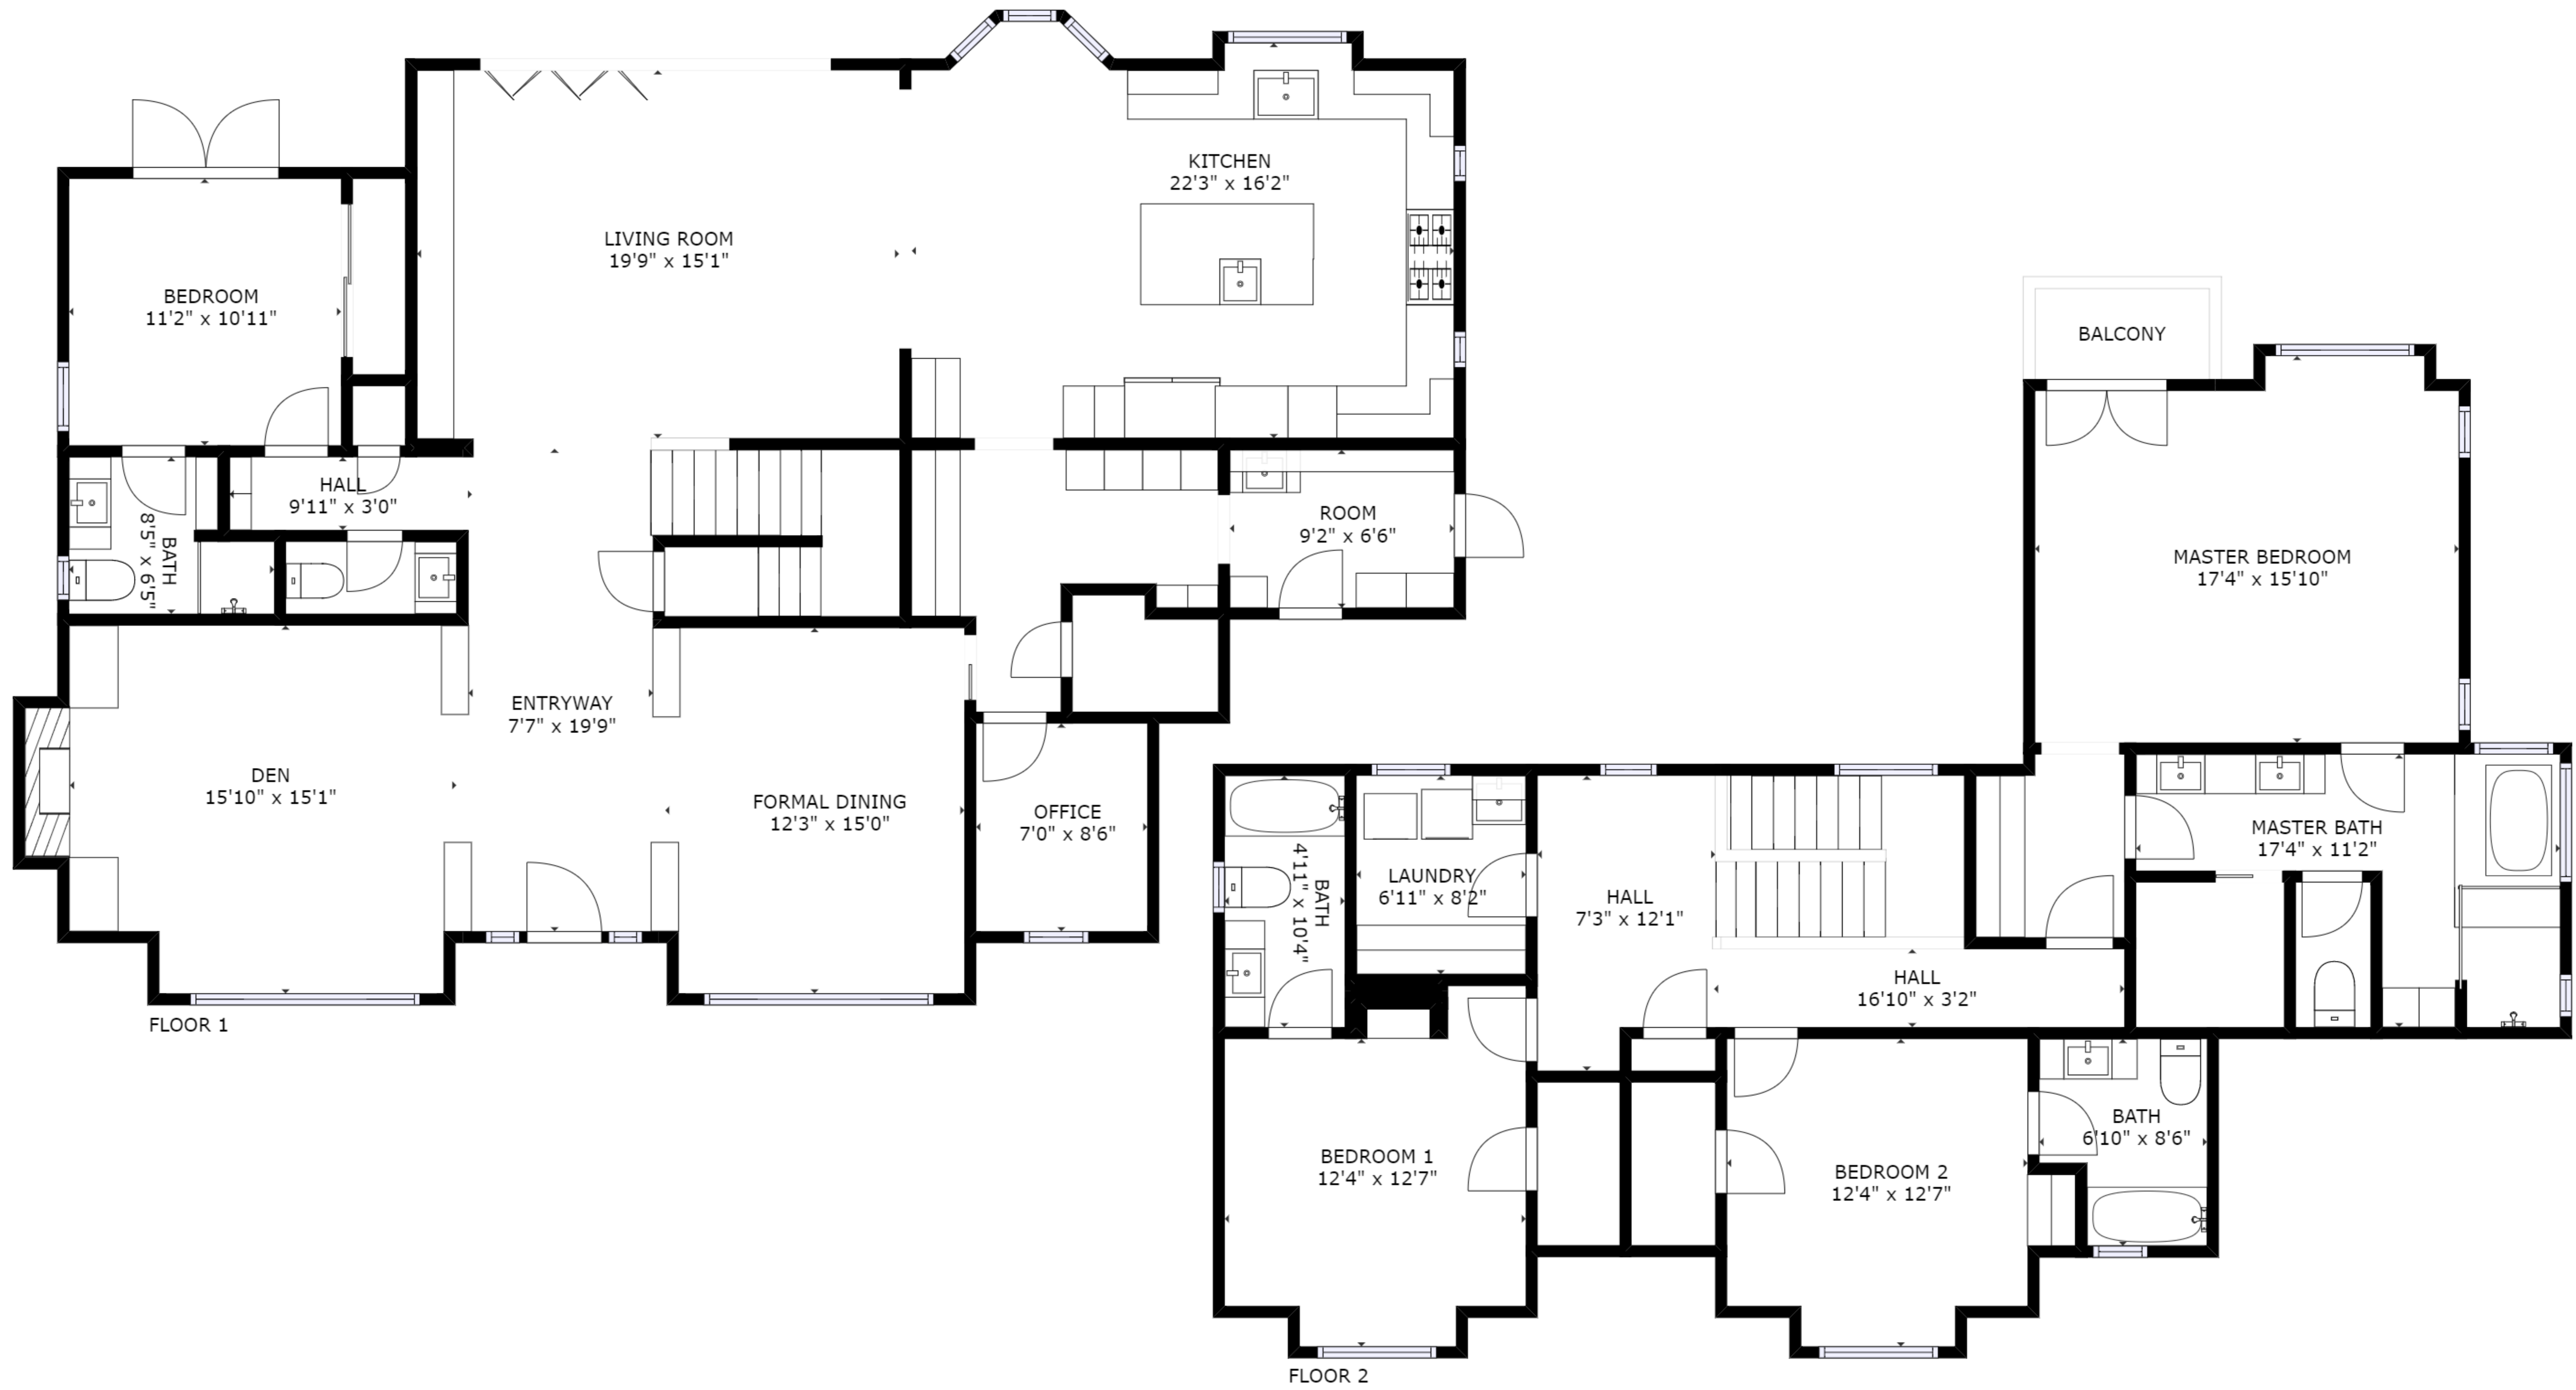 KITCHEN
22'3" x 16'2"
LIVING ROOM
19'9" x 15'1"
BEDROOM
11'2" x 10'11"
HALL
9'11" x 3'0"
BATH
8'5" x 6'5"
ROOM
9'2" x 6'6"
ENTRYWAY
7'7" x 19'9"
DEN
15'10" x 15'1"
FORMAL DINING
12'3" x 15'0"
OFFICE
7'0" x 8'6"
FLOOR 1
BALCONY
MASTER BEDROOM
17'4" x 15'10"
MASTER BATH
17'4" x 11'2"
BATH
4'11" x 10'4"
LAUNDRY
6'11" x 8'2"
HALL
7'3" x 12'1"
HALL
16'10" x 3'2"
BEDROOM 1
12'4" x 12'7"
BEDROOM 2
12'4" x 12'7"
BATH
6'10" x 8'6"
FLOOR 2